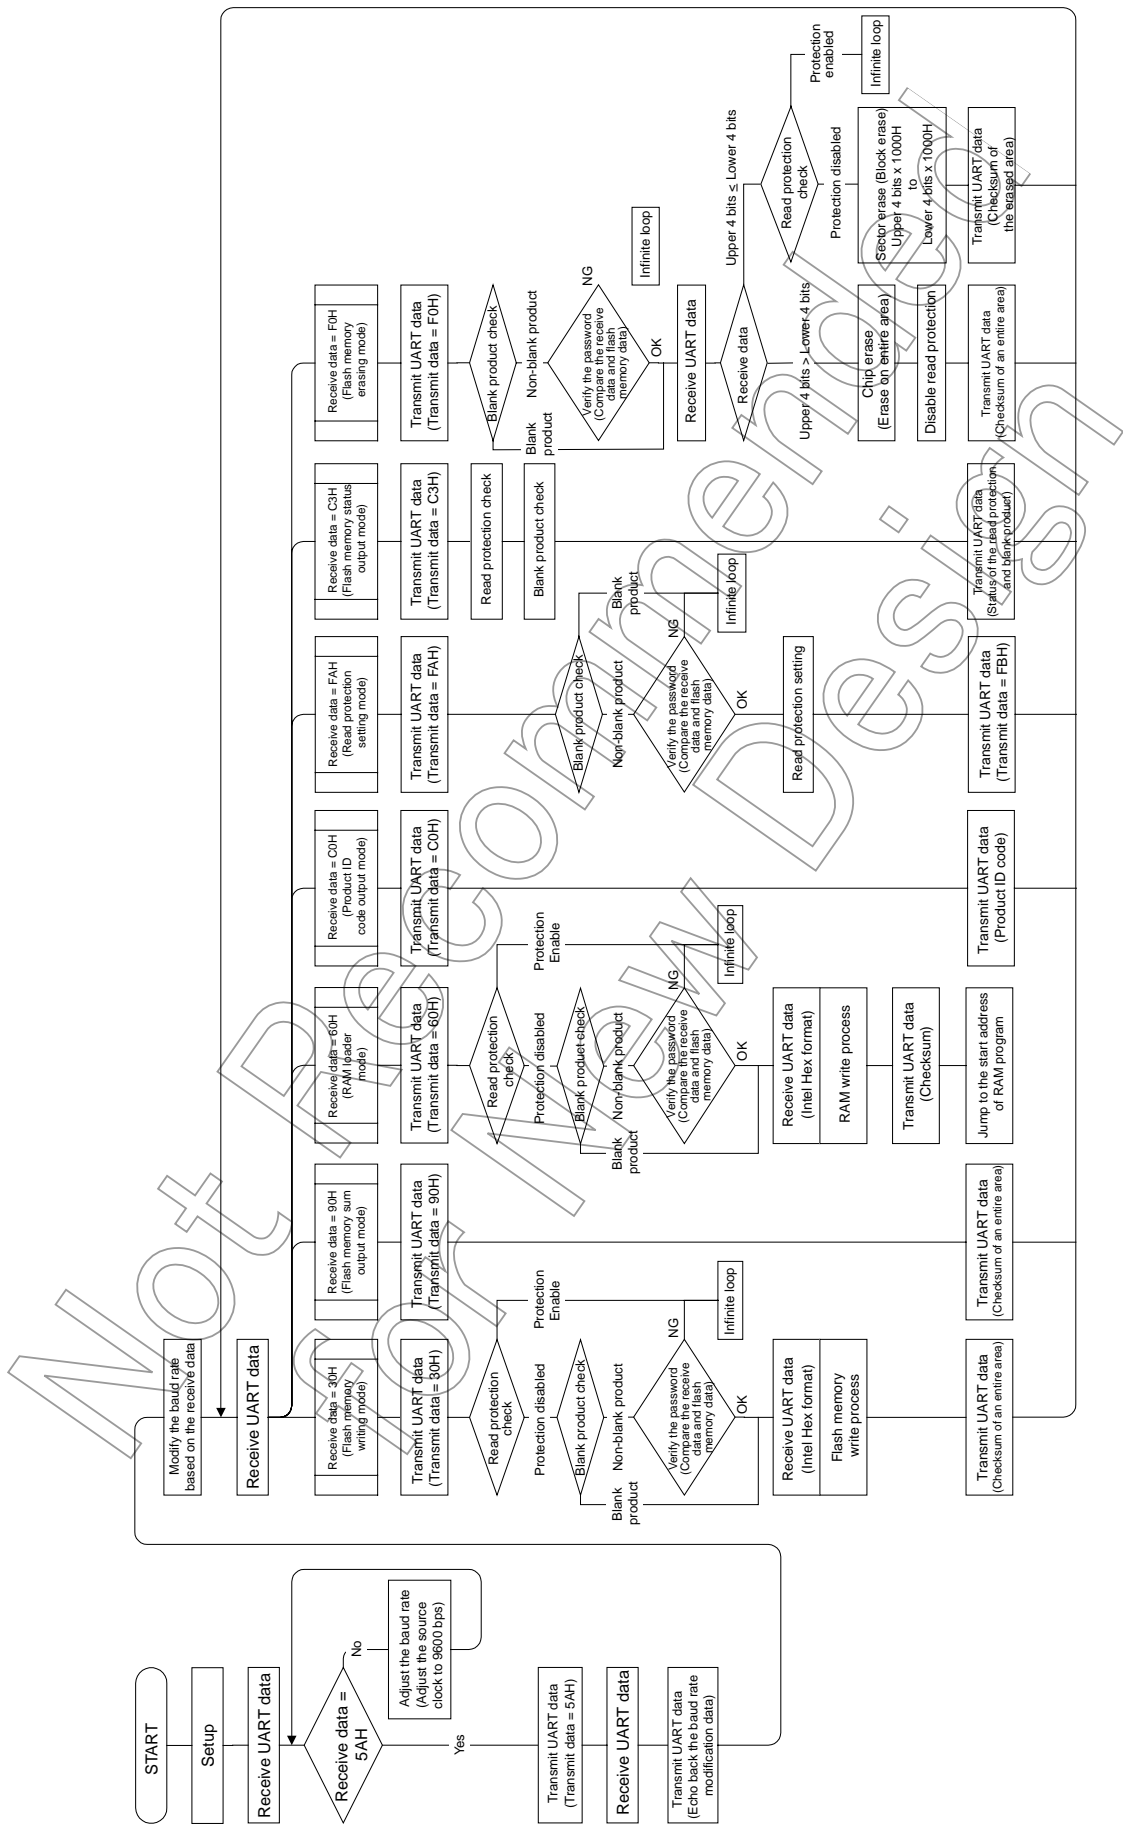 START
Setup
Receive UART data
Receive data =
5AH
No
Adjust the baud rate
(Adjust the source
clock to 9600 bps)
Yes
Transmit UART data
(Transmit data = 5AH)
Receive UART data
Transmit UART data
(Echo back the baud rate
modification data)
Modify the baud rate
based on the receive data
Receive UART data
Receive data = 30H
(Flash memory
writing mode)
Transmit UART data
(Transmit data = 30H)
Read protection
check
Protection
Enable
Protection disabled
Blank product check
Blank
product
Non-blank product
Verify the password
(Compare the receive
data and flash
memory data)
NG
Infinite loop
OK
Receive UART data
(Intel Hex format)
Flash memory
write process
Transmit UART data
(Checksum of an entire area)
Receive data = 90H
(Flash memory sum
output mode)
Transmit UART data
(Transmit data = 90H)
Transmit UART data
(Checksum of an entire area)
Receive data = 60H
(RAM loader
mode)
Transmit UART data
(Transmit data = 60H)
Read protection
check
Protection
Enable
Protection disabled
Blank product check
Blank
product
Non-blank product
Verify the password
(Compare the receive
data and flash
memory data)
NG
Infinite loop
OK
Receive UART data
(Intel Hex format)
RAM write process
Transmit UART data
(Checksum)
Jump to the start address
of RAM program
Receive data = C0H
(Product ID
code output mode)
Transmit UART data
(Transmit data = C0H)
Transmit UART data
(Product ID code)
Receive data = FAH
(Read protection
setting mode)
Transmit UART data
(Transmit data = FAH)
Blank product check
Blank
product
Non-blank product
Verify the password
(Compare the receive
data and flash
memory data)
NG
Infinite loop
OK
Read protection setting
Transmit UART data
(Transmit data = FBH)
Receive data = C3H
(Flash memory status
output mode)
Transmit UART data
(Transmit data = C3H)
Read protection check
Blank product check
Transmit UART data
(Status of the read protection
and blank product)
Receive data = F0H
(Flash memory
erasing mode)
Transmit UART data
(Transmit data = F0H)
Blank product check
Blank
product
Non-blank product
Verify the password
(Compare the receive
data and flash
memory data)
NG
Infinite loop
OK
Receive UART data
Receive data
Upper 4 bits > Lower 4 bits
Chip erase
(Erase on entire area)
Disable read protection
Transmit UART data
(Checksum of an entire area)
Upper 4 bits ≤ Lower 4 bits
Read protection
check
Protection
enabled
Infinite loop
Protection disabled
Sector erase (Block erase)
Upper 4 bits x 1000H
to
Lower 4 bits x 1000H
Transmit UART data
(Checksum of
the erased area)
Not Recommended
for New Design